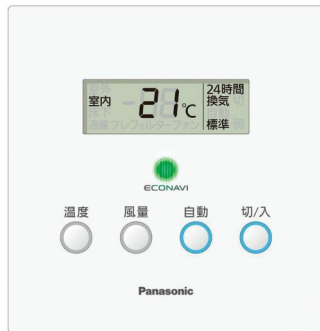 室内 21℃ 24時間
換気
標準
ECONAVI
温度 風量 自動 切/入
Panasonic